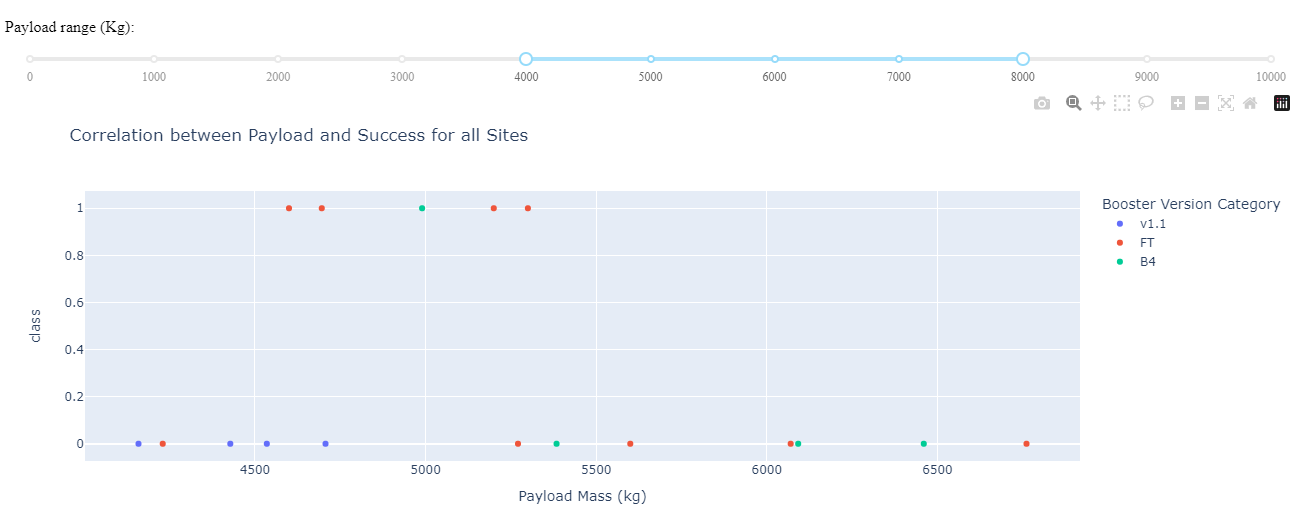 Payload range (Kg):
0 1000 2000 3000 4000 5000 6000 7000 8000 9000 10000
Correlation between Payload and Success for all Sites
1
0.8
0.6
0.4
0.2
0
class
4500 5000 5500 6000 6500
Payload Mass (kg)
Booster Version Category
v1.1
FT
B4